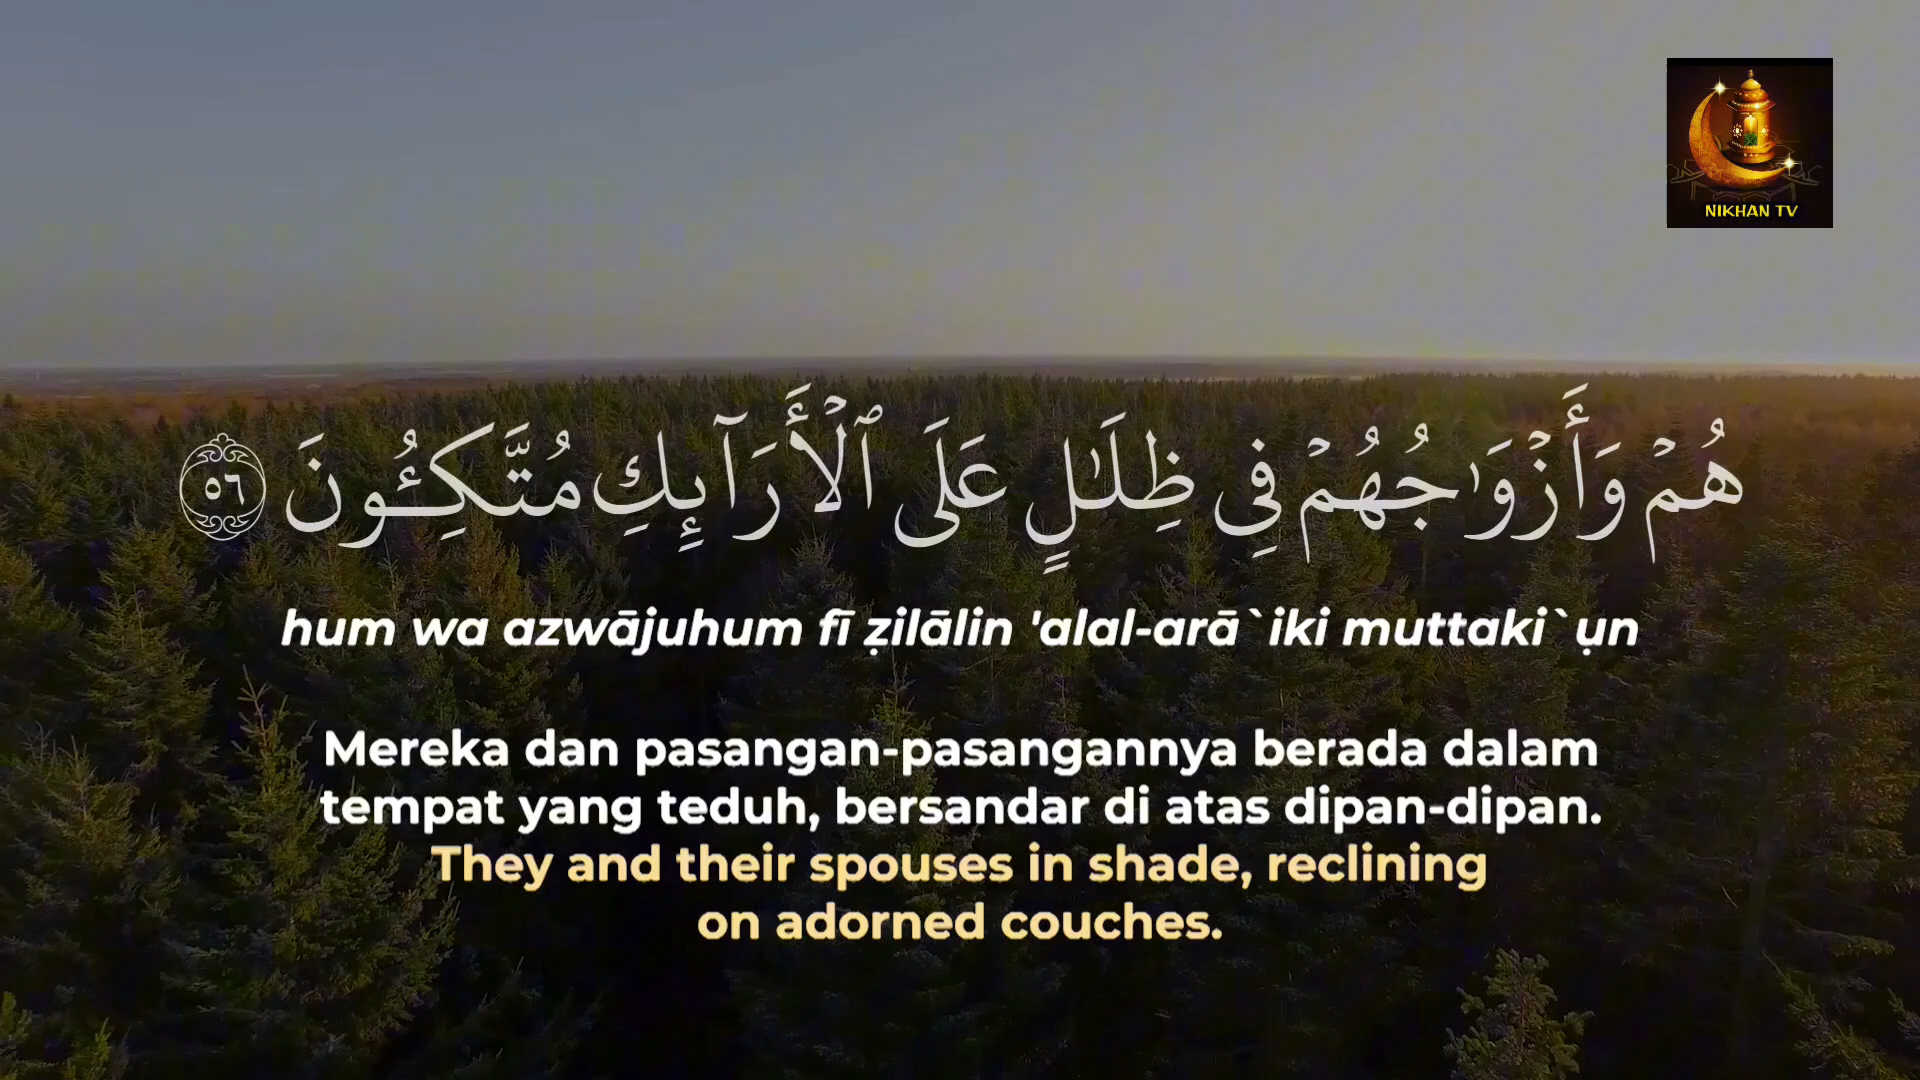 NIKHAN TV
هُمۡ وَأَزۡوَٰجُهُمۡ فِي ظِلَٰلٍ عَلَى ٱلۡأَرَآئِكِ مُتَّكِـُٔونَ ٥٦
hum wa azwājuhum fī ẓilālin 'alal-arā`iki muttaki`ụn
Mereka dan pasangan-pasangannya berada dalam
tempat yang teduh, bersandar di atas dipan-dipan.
They and their spouses in shade, reclining
on adorned couches.